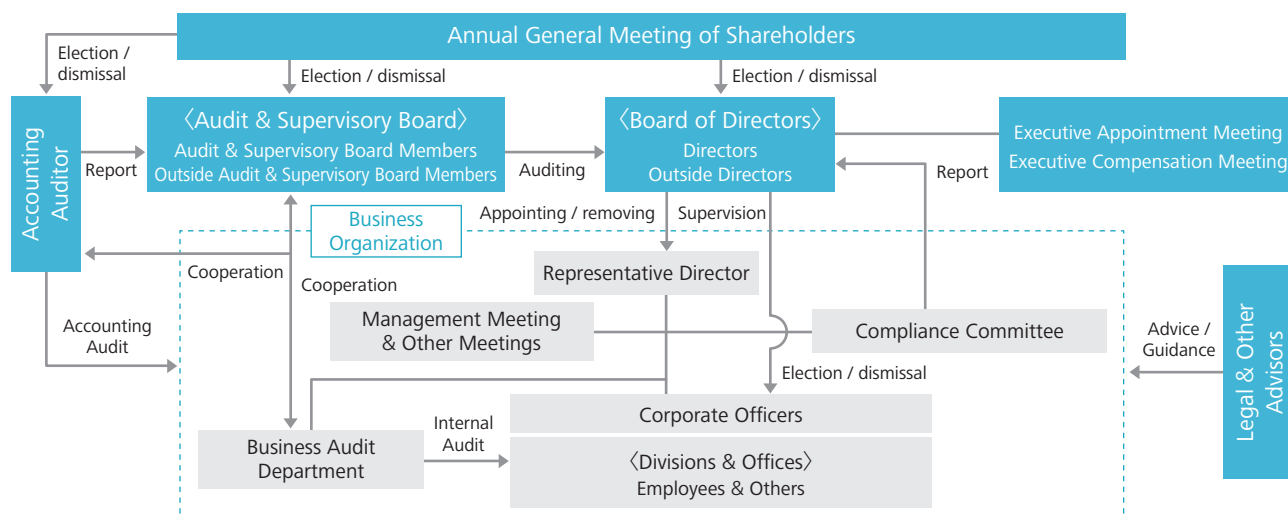 Annual General Meeting of Shareholders
Election /
dismissal
Election / dismissal
Election / dismissal
Accounting
Auditor
〈Audit & Supervisory Board〉
Audit & Supervisory Board Members
Outside Audit & Supervisory Board Members
〈Board of Directors〉
Directors
Outside Directors
Executive Appointment Meeting
Executive Compensation Meeting
Report
Auditing
Report
Appointing / removing
Supervision
Business
Organization
Cooperation
Cooperation
Representative Director
Management Meeting
& Other Meetings
Compliance Committee
Accounting
Audit
Advice /
Guidance
Legal & Other
Advisors
Election / dismissal
Corporate Officers
Business Audit
Department
Internal
Audit
〈Divisions & Offices〉
Employees & Others